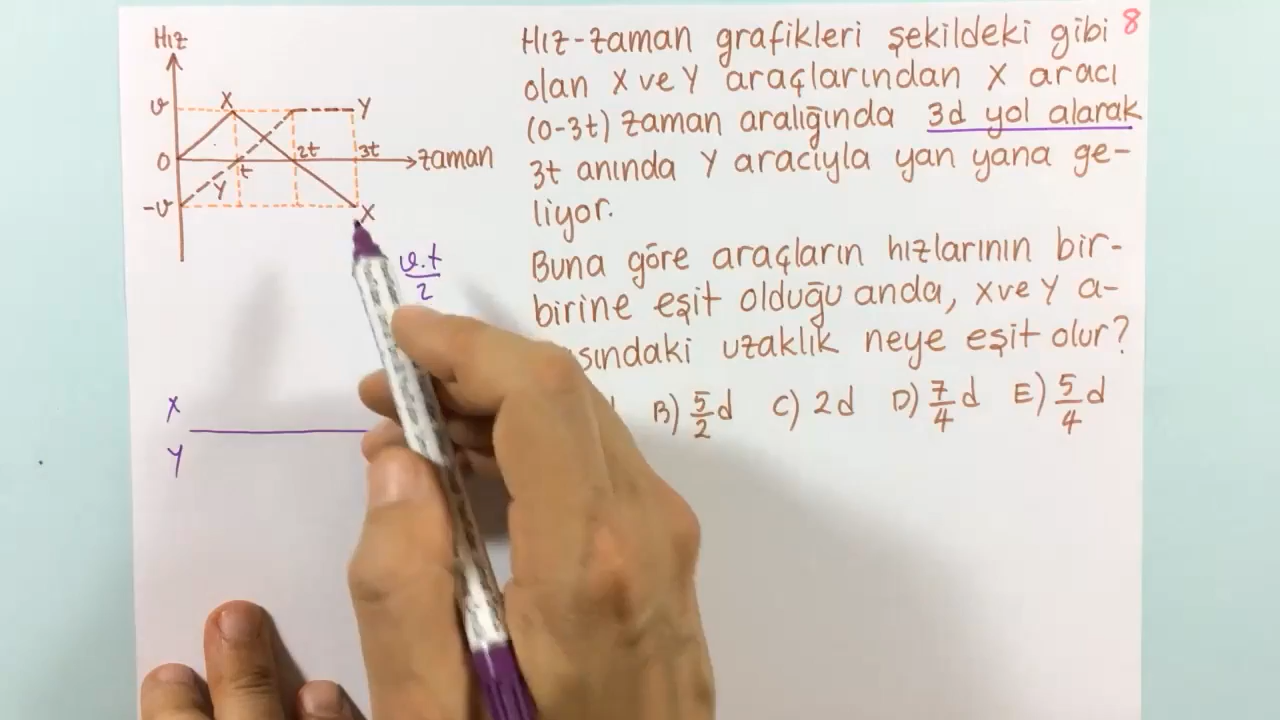 Hız
v
X
Y
0
t
2t
3t
zaman
Y
-v
X
v.t
2
X
Y
8
Hız-zaman grafikleri şekildeki gibi
olan X ve Y araçlarından X aracı
(0-3t) zaman aralığında 3d yol alarak
3t anında Y aracıyla yan yana ge-
liyor.
Buna göre araçların hızlarının bir-
birine eşit olduğu anda, X ve Y a-
uzaklık neye eşit olur?
B) 5/2 d C) 2d D) 7/4 d E) 5/4 d